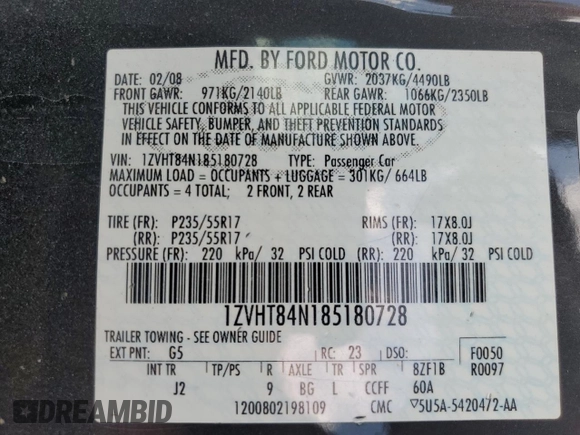 MFD. BY FORD MOTOR CO.
DATE: 02/08 GVWR: 2037KG/4490LB
FRONT GAWR: 971KG/2140LB REAR GAWR: 1066KG/2350LB
THIS VEHICLE CONFORMS TO ALL APPLICABLE FEDERAL MOTOR
VEHICLE SAFETY, BUMPER, AND THEFT PREVENTION STANDARDS
IN EFFECT ON THE DATE OF MANUFACTURE SHOWN ABOVE.
VIN: 1ZVHT84N185180728 TYPE: Passenger Car
MAXIMUM LOAD = OCCUPANTS + LUGGAGE = 301KG/ 664LB
OCCUPANTS = 4 TOTAL; 2 FRONT, 2 REAR
TIRE (FR): P235/55R17 RIMS (FR): 17X8.0J
(RR): P235/55R17 (RR): 17X8.0J
PRESSURE (FR): 220 kPa/ 32 PSI COLD (RR): 220 kPa/ 32 PSI COLD
1ZVHT84N185180728
TRAILER TOWING - SEE OWNER GUIDE
EXT PNT: G5 RC: 23 DSO: F0050
INT TR TP/PS R AXLE TR SPR 8ZF1B R0097
J2 9 BG L CCFF 60A
1200802198109 CMC ▽5U5A-5420472-AA
DREAMBID